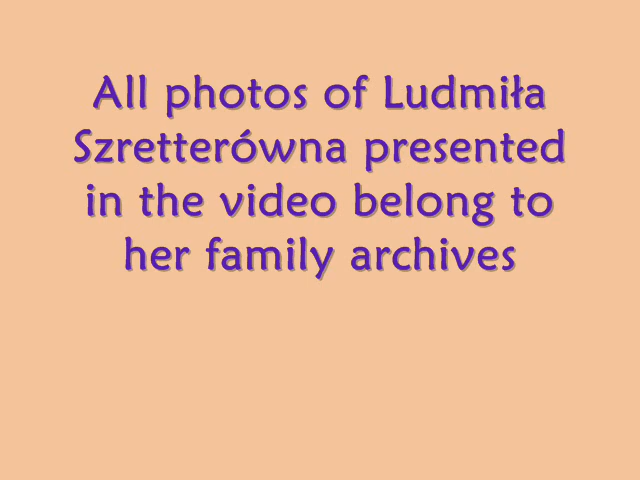 All photos of Ludmiła
Szretterówna presented
in the video belong to
her family archives